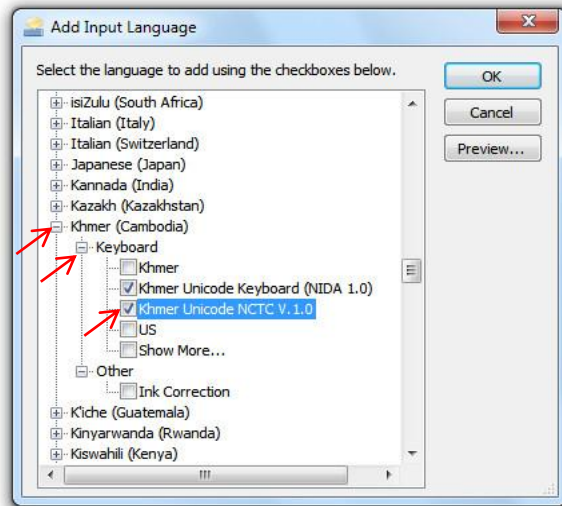 Add Input Language
Select the language to add using the checkboxes below.
OK
Cancel
Preview...
isiZulu (South Africa)
Italian (Italy)
Italian (Switzerland)
Japanese (Japan)
Kannada (India)
Kazakh (Kazakhstan)
Khmer (Cambodia)
Keyboard
Khmer
Khmer Unicode Keyboard (NIDA 1.0)
Khmer Unicode NCTC V.1.0
US
Show More...
Other
Ink Correction
K'iche (Guatemala)
Kinyarwanda (Rwanda)
Kiswahili (Kenya)